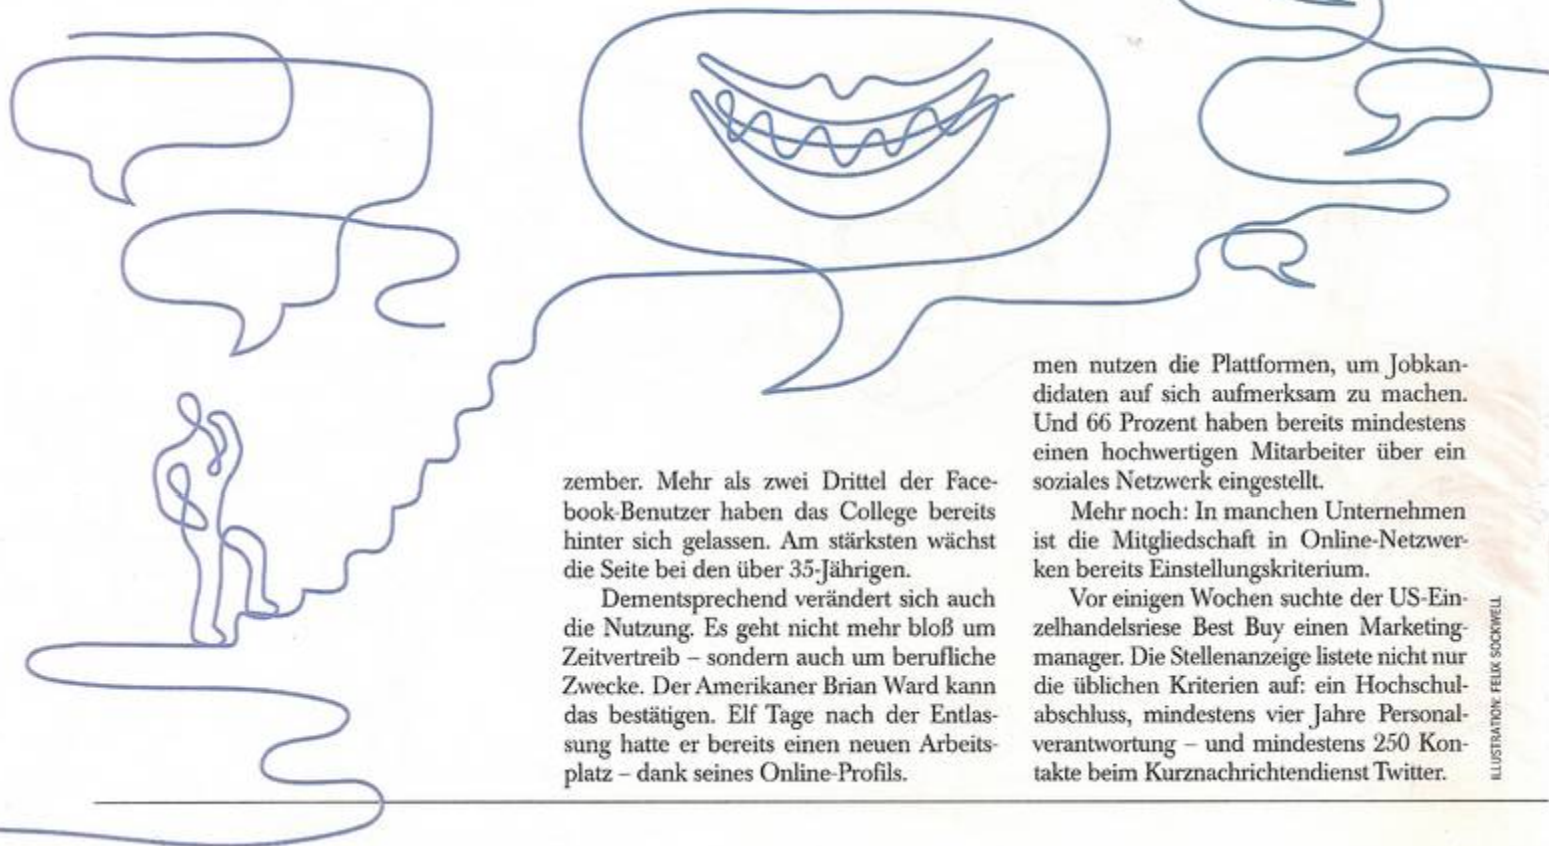 zember. Mehr als zwei Drittel der Face-
book-Benutzer haben das College bereits
hinter sich gelassen. Am stärksten wächst
die Seite bei den über 35-Jährigen.
Dementsprechend verändert sich auch
die Nutzung. Es geht nicht mehr bloß um
Zeitvertreib – sondern auch um berufliche
Zwecke. Der Amerikaner Brian Ward kann
das bestätigen. Elf Tage nach der Entlas-
sung hatte er bereits einen neuen Arbeits-
platz – dank seines Online-Profils.
men nutzen die Plattformen, um Jobkan-
didaten auf sich aufmerksam zu machen.
Und 66 Prozent haben bereits mindestens
einen hochwertigen Mitarbeiter über ein
soziales Netzwerk eingestellt.
Mehr noch: In manchen Unternehmen
ist die Mitgliedschaft in Online-Netzwer-
ken bereits Einstellungskriterium.
Vor einigen Wochen suchte der US-Ein-
zelhandelsriese Best Buy einen Marketing-
manager. Die Stellenanzeige listete nicht nur
die üblichen Kriterien auf: ein Hochschul-
abschluss, mindestens vier Jahre Personal-
verantwortung – und mindestens 250 Kon-
takte beim Kurznachrichtendienst Twitter.
ILLUSTRATION: FELIX SOCKWELL